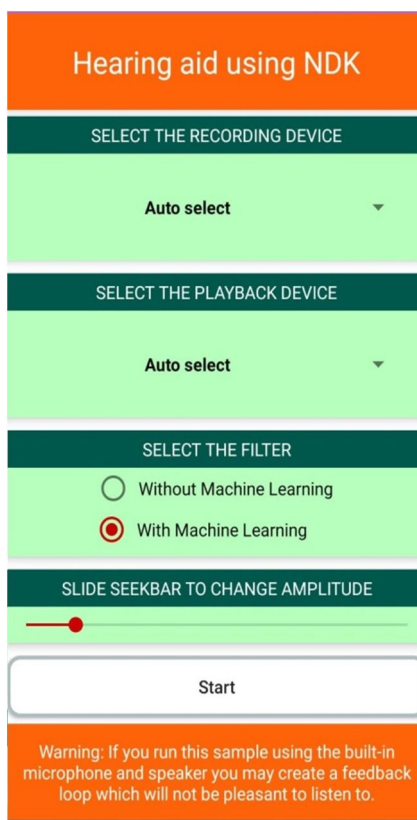 Hearing aid using NDK
SELECT THE RECORDING DEVICE
Auto select
SELECT THE PLAYBACK DEVICE
Auto select
SELECT THE FILTER
Without Machine Learning
With Machine Learning
SLIDE SEEKBAR TO CHANGE AMPLITUDE
Start
Warning: If you run this sample using the built-in
microphone and speaker you may create a feedback
loop which will not be pleasant to listen to.